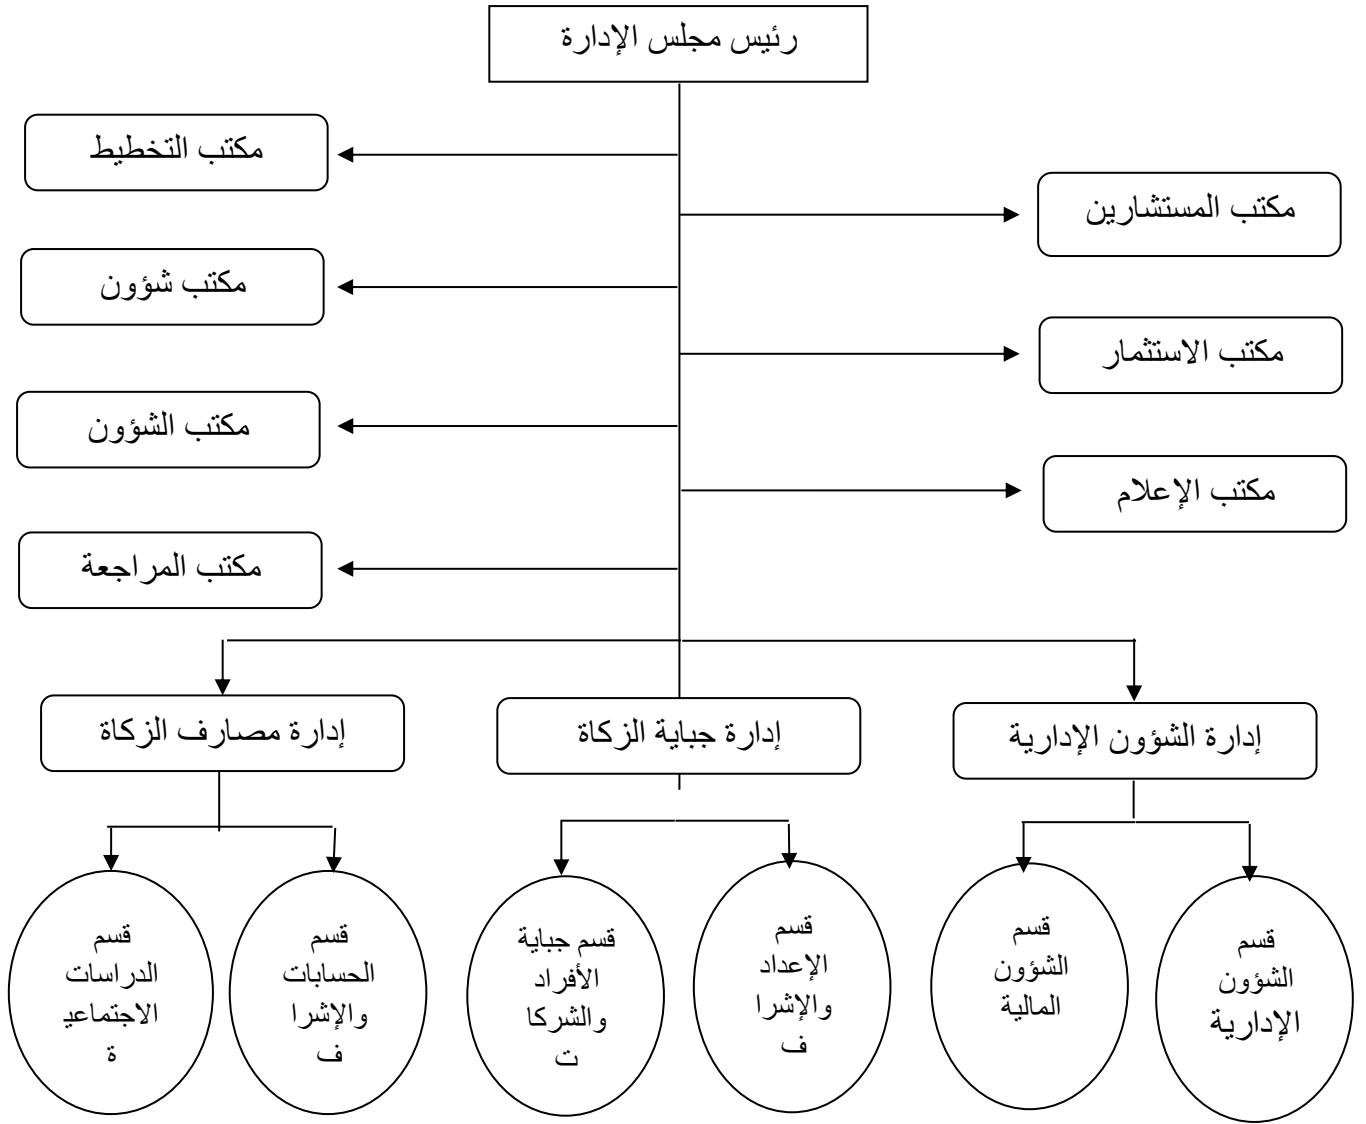 رئيس مجلس الإدارة
مكتب التخطيط
مكتب المستشارين
مكتب شؤون
مكتب الاستثمار
مكتب الشؤون
مكتب الإعلام
مكتب المراجعة
إدارة الشؤون الإدارية
إدارة جباية الزكاة
إدارة مصارف الزكاة
قسم
الشؤون
الإدارية
قسم
الشؤون
المالية
قسم
الإعداد
والإشرا
ف
قسم جباية
الأفراد
والشركا
ت
قسم
الحسابات
والإشرا
ف
قسم
الدراسات
الاجتماعي
ة